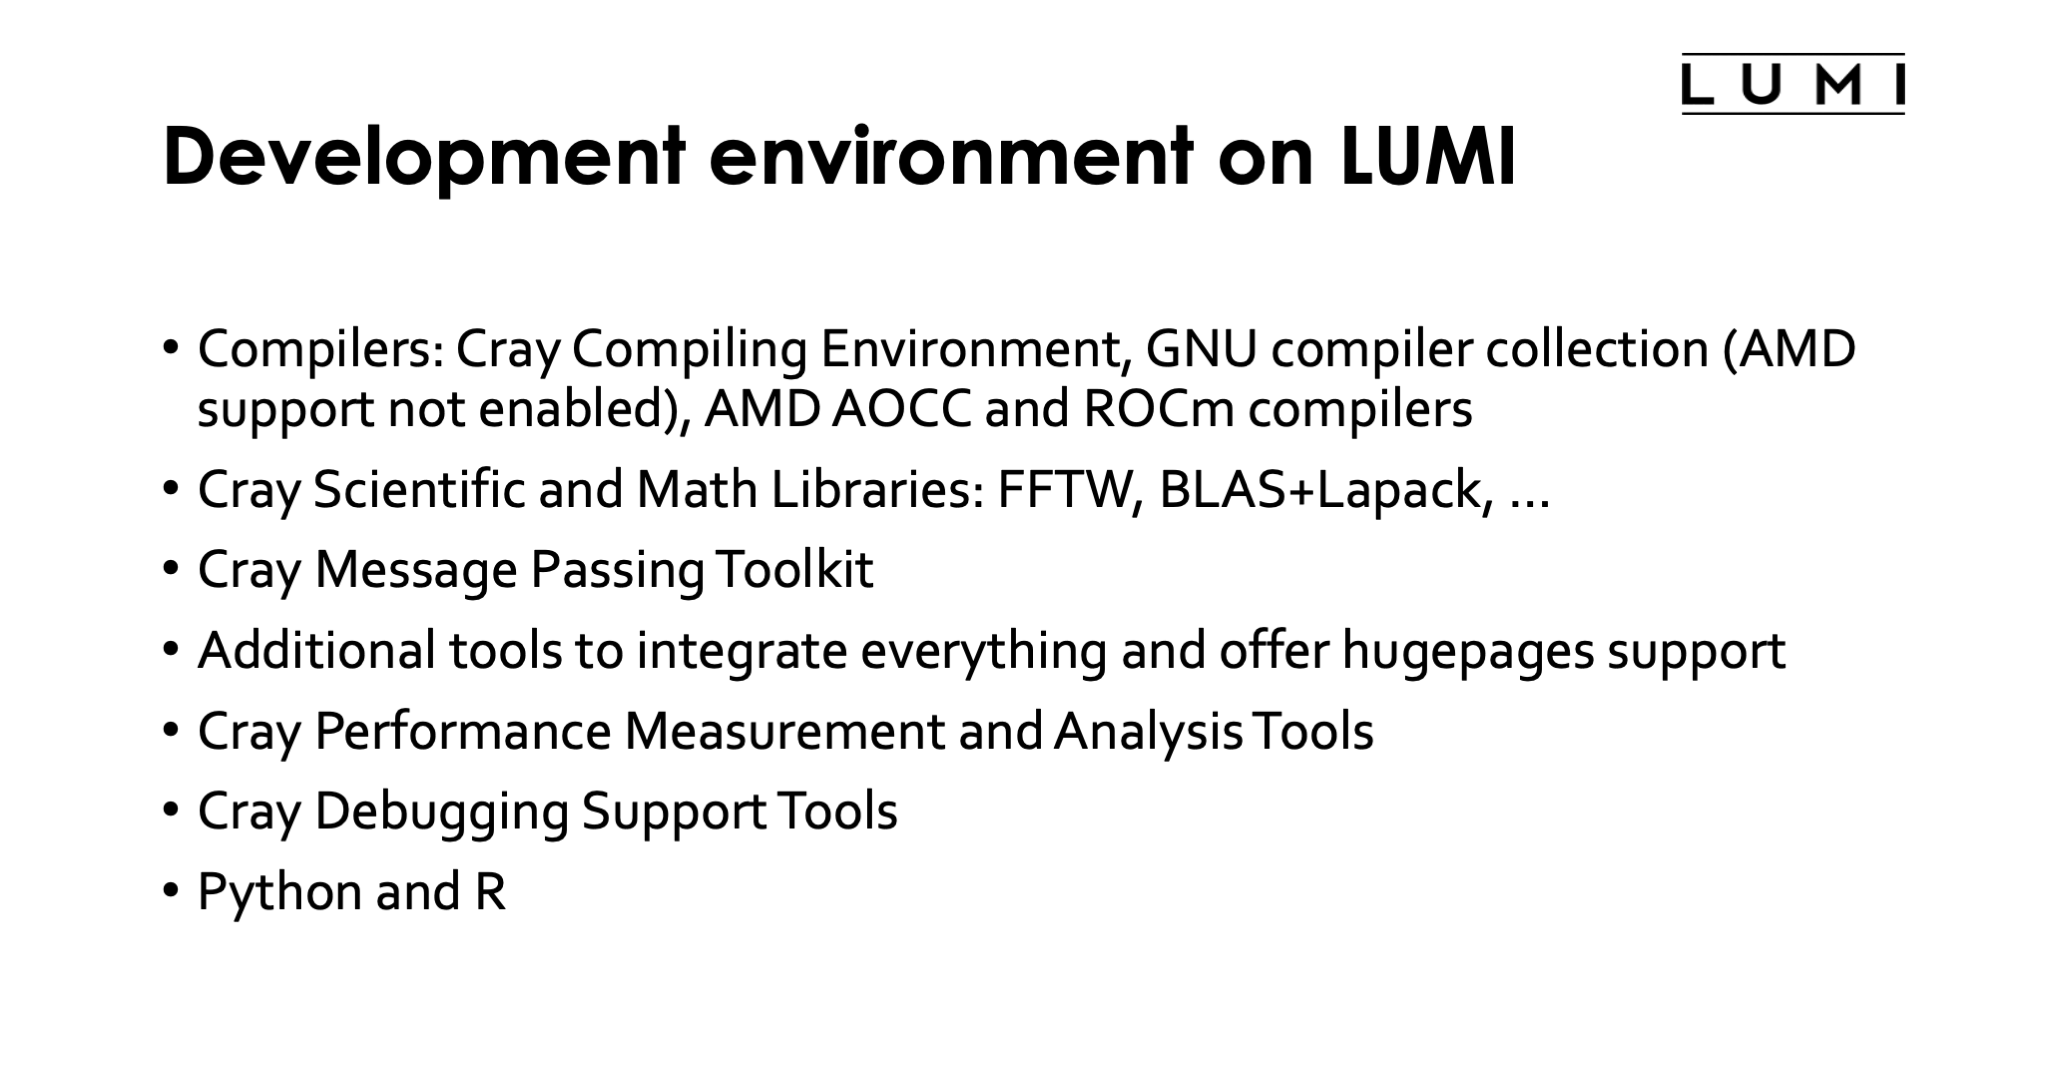 LUMI
Development environment on LUMI
• Compilers: Cray Compiling Environment, GNU compiler collection (AMD
support not enabled), AMD AOCC and ROCm compilers
• Cray Scientific and Math Libraries: FFTW, BLAS+Lapack, ...
• Cray Message Passing Toolkit
• Additional tools to integrate everything and offer hugepages support
• Cray Performance Measurement and Analysis Tools
• Cray Debugging Support Tools
• Python and R